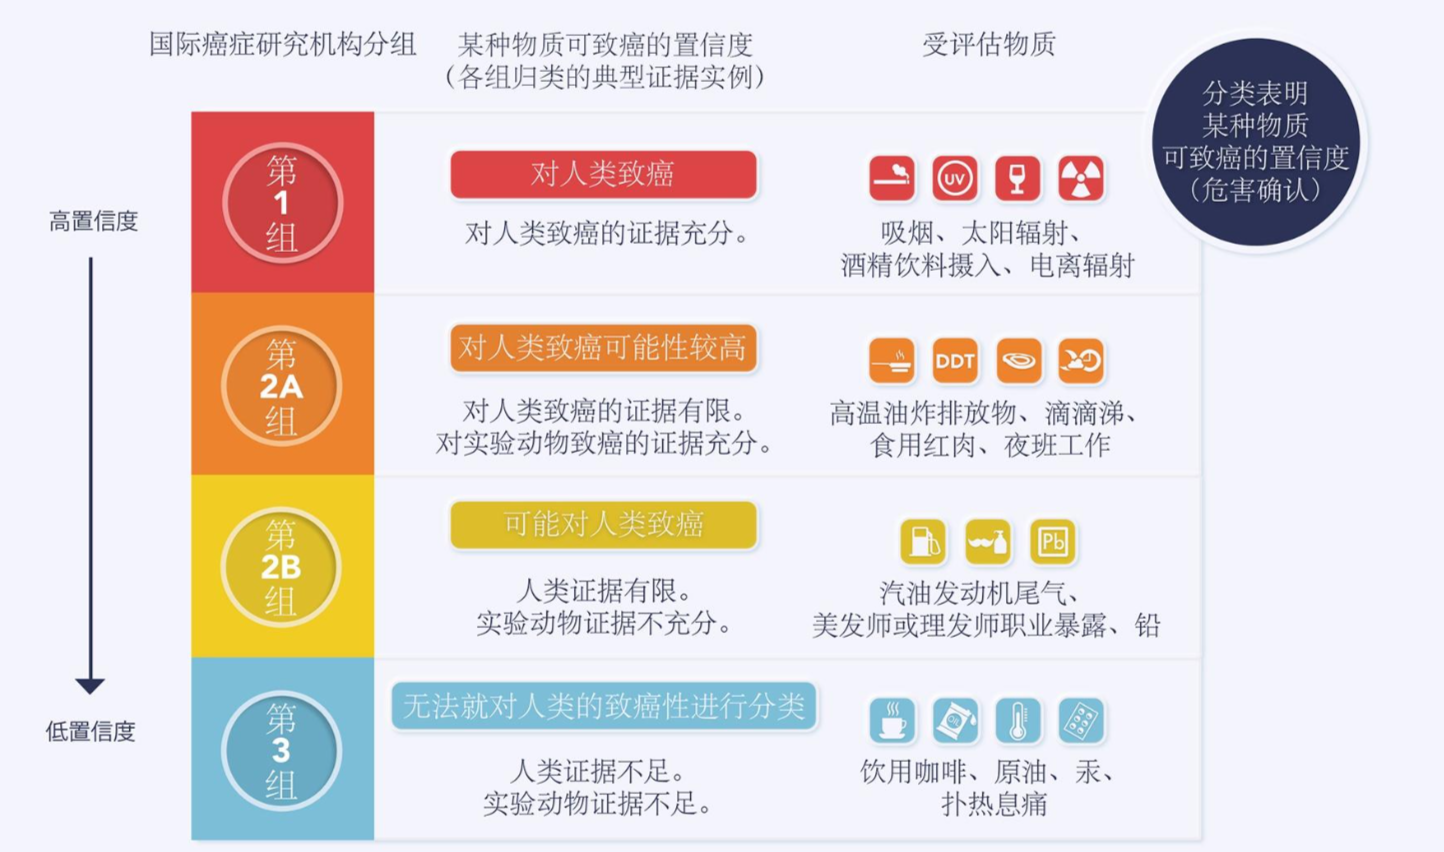 国际癌症研究机构分组
某种物质可致癌的置信度
（各组归类的典型证据实例）
受评估物质
分类表明
某种物质
可致癌的置信度
（危害确认）
高置信度
低置信度
第
1
组
对人类致癌
对人类致癌的证据充分。
UV
吸烟、太阳辐射、
酒精饮料摄入、电离辐射
第
2A
组
对人类致癌可能性较高
对人类致癌的证据有限。
对实验动物致癌的证据充分。
DDT
高温油炸排放物、滴滴涕、
食用红肉、夜班工作
第
2B
组
可能对人类致癌
人类证据有限。
实验动物证据不充分。
Pb
汽油发动机尾气、
美发师或理发师职业暴露、铅
第
3
组
无法就对人类的致癌性进行分类
人类证据不足。
实验动物证据不足。
饮用咖啡、原油、汞、
扑热息痛